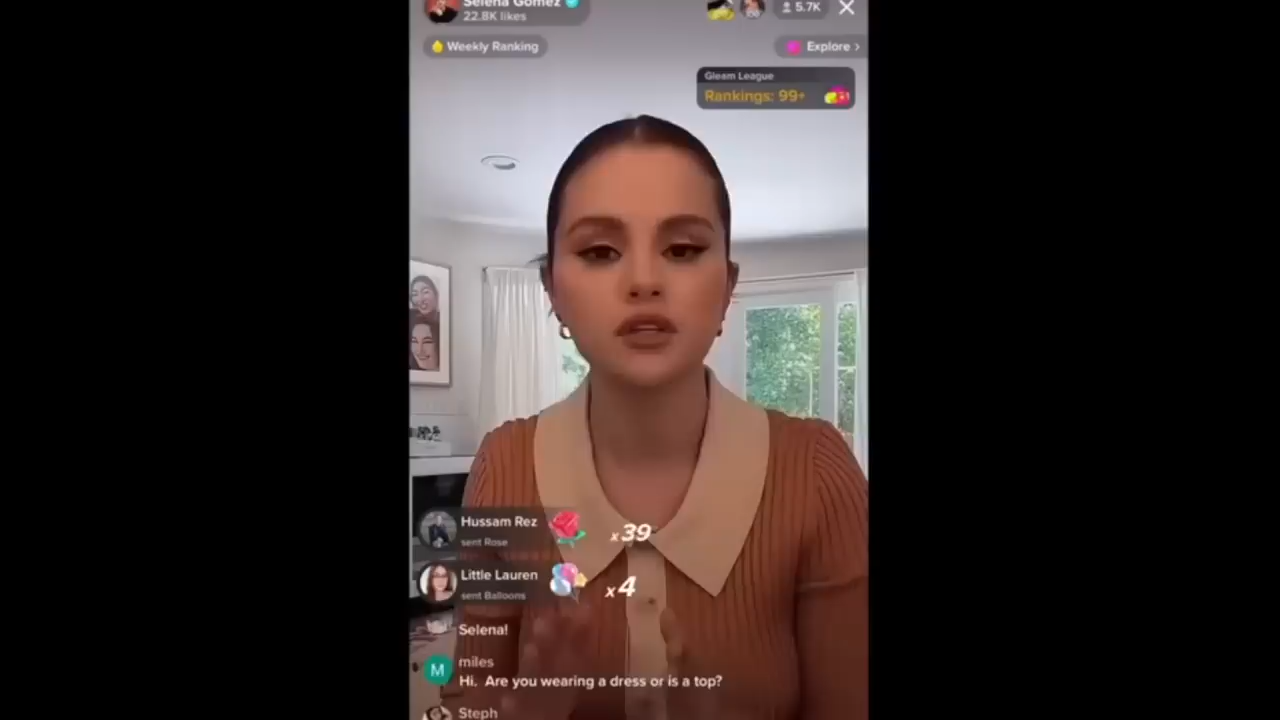 Selena Gomez
22.8K likes
5.7K
Weekly Ranking
Explore >
Gleam League
Rankings: 99+
Hussam Rez
sent Rose
x39
Little Lauren
sent Balloons
x4
Selena!
M
miles
Hi. Are you wearing a dress or is a top?
Steph